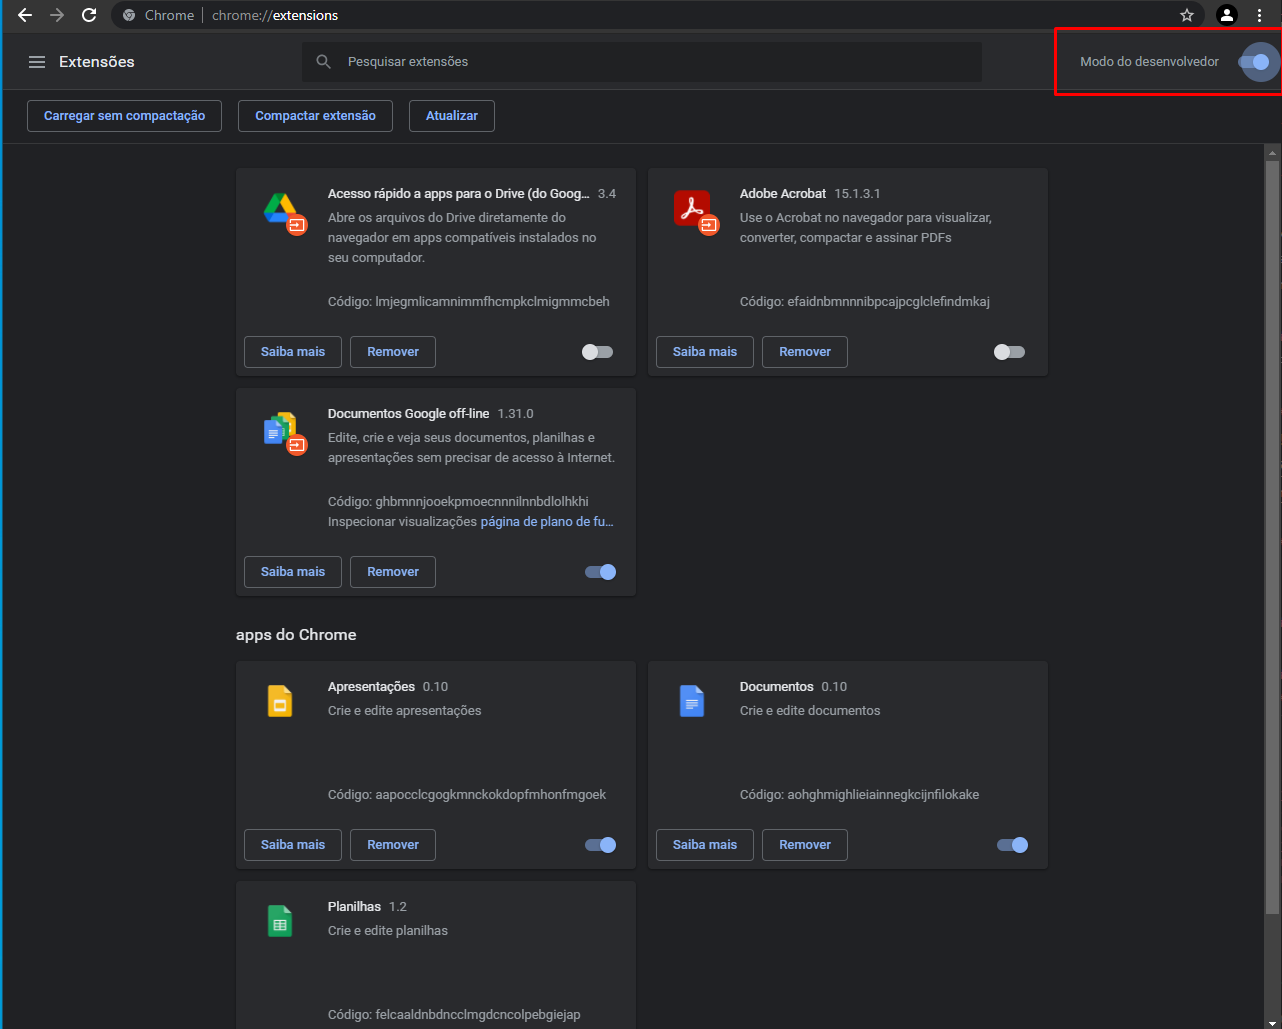 Chrome | chrome://extensions
Extensões
Pesquisar extensões
Modo do desenvolvedor
Carregar sem compactação
Compactar extensão
Atualizar
Acesso rápido a apps para o Drive (do Goog... 3.4
Abre os arquivos do Drive diretamente do
navegador em apps compatíveis instalados no
seu computador.
Código: lmjegmlicamnimmfhcmpkclmigmmcbeh
Saiba mais
Remover
Adobe Acrobat 15.1.3.1
Use o Acrobat no navegador para visualizar,
converter, compactar e assinar PDFs
Código: efaidnbmnnnibpcajpcglclefindmkaj
Saiba mais
Remover
Documentos Google off-line 1.31.0
Edite, crie e veja seus documentos, planilhas e
apresentações sem precisar de acesso à Internet.
Código: ghbmnnjooekpmoecnnnilnnbdlolhkhi
Inspecionar visualizações página de plano de fu...
Saiba mais
Remover
apps do Chrome
Apresentações 0.10
Crie e edite apresentações
Código: aapocclcgogkmnckokdopfmhonfmgoek
Saiba mais
Remover
Documentos 0.10
Crie e edite documentos
Código: aohghmighlieiainnegkcijnfilokake
Saiba mais
Remover
Planilhas 1.2
Crie e edite planilhas
Código: felcaaldnbdncclmgdcncolpebgiejap